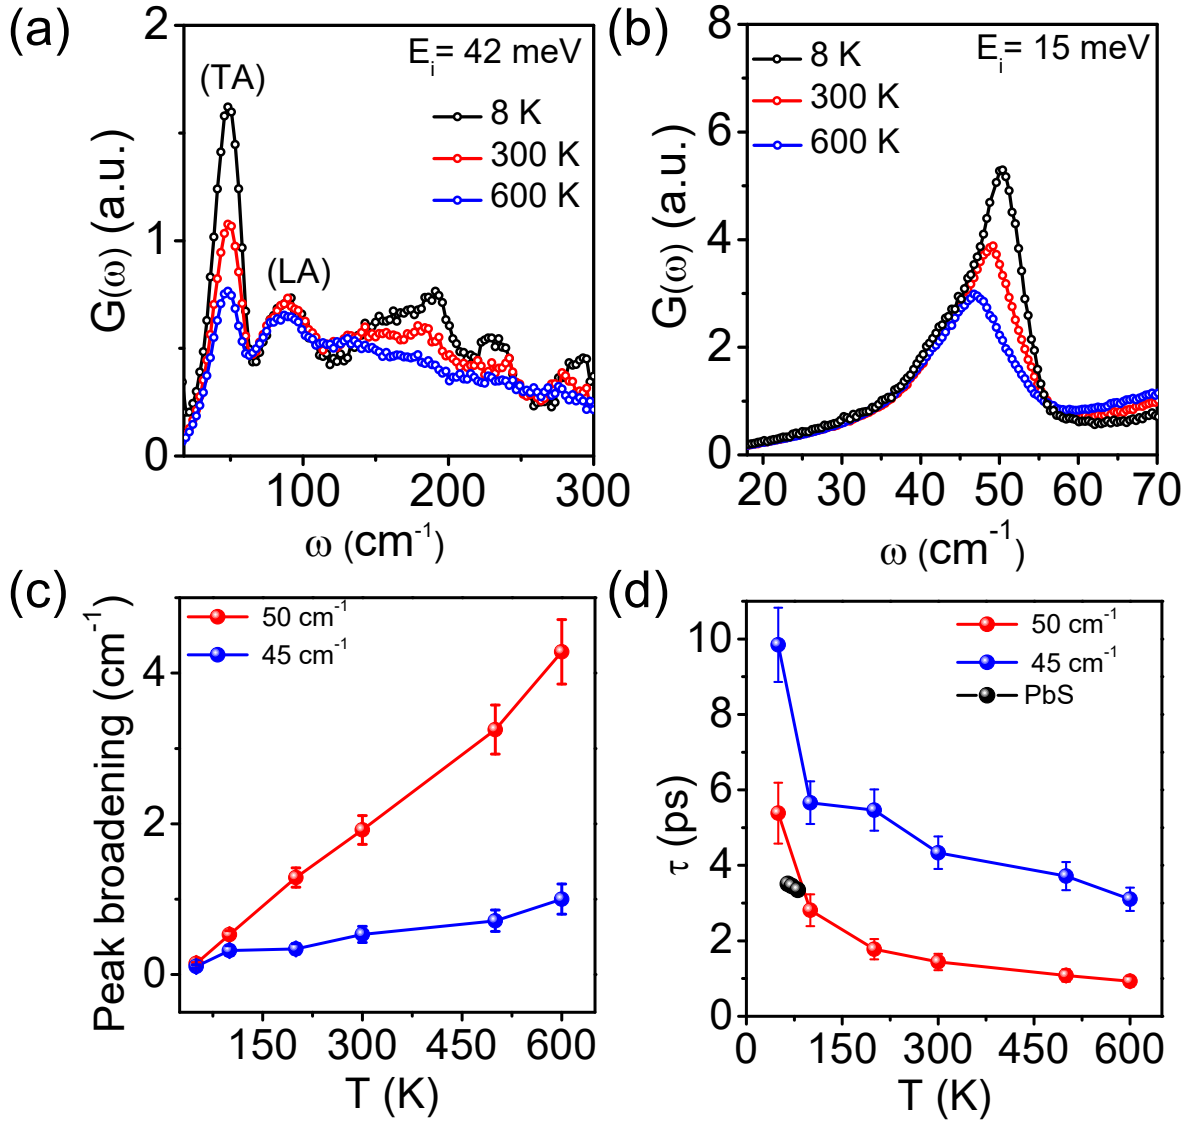 (a)
2
1
0
G(ω) (a.u.)
(TA)
(LA)
E_i= 42 meV
8 K
300 K
600 K
100
200
300
ω (cm⁻¹)
(b)
8
6
4
2
0
G(ω) (a.u.)
E_i= 15 meV
8 K
300 K
600 K
20
30
40
50
60
70
ω (cm⁻¹)
(c)
4
2
0
Peak broadening (cm⁻¹)
50 cm⁻¹
45 cm⁻¹
150
300
450
600
T (K)
(d)
10
8
6
4
2
0
τ (ps)
50 cm⁻¹
45 cm⁻¹
PbS
0
150
300
450
600
T (K)